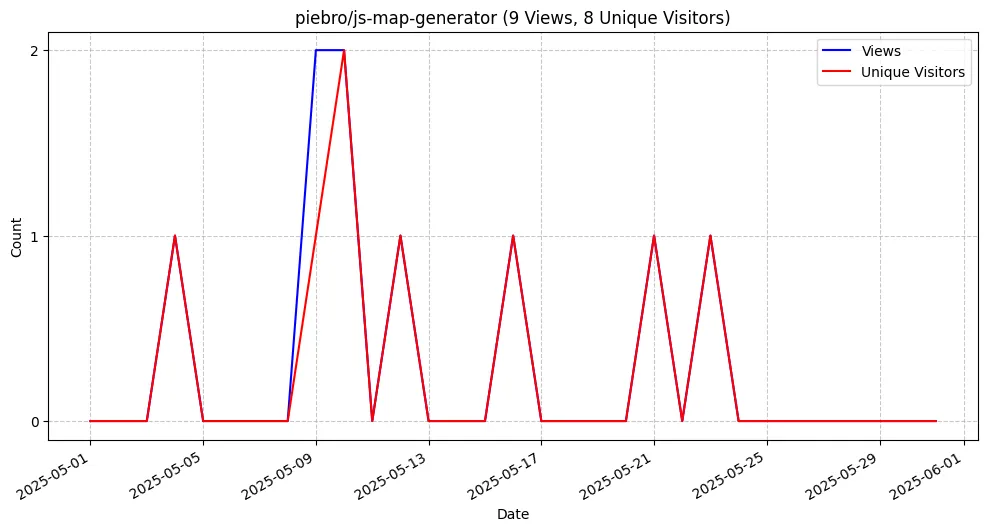 piebro/js-map-generator (9 Views, 8 Unique Visitors)
Views
Unique Visitors
Count
2
1
0
2025-05-01
2025-05-05
2025-05-09
2025-05-13
2025-05-17
2025-05-21
2025-05-25
2025-05-29
2025-06-01
Date